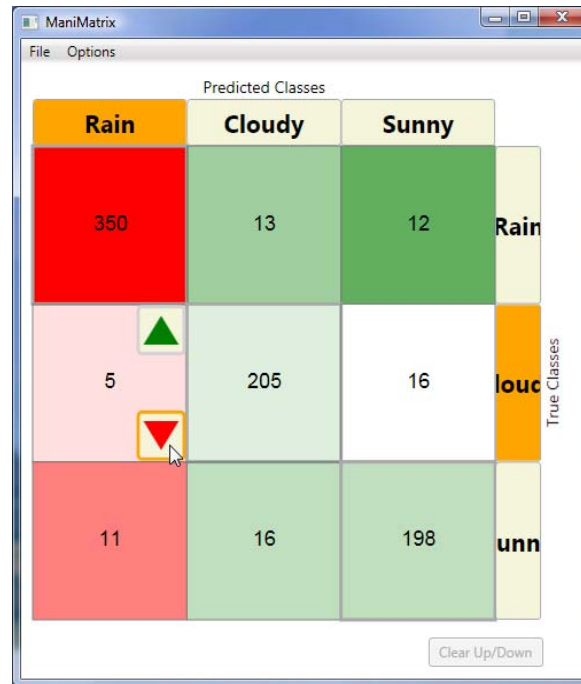 ManiMatrix
File Options
Predicted Classes
Rain Cloudy Sunny
350 13 12 Rain
5 205 16 loud
True Classes
11 16 198 unn
Clear Up/Down